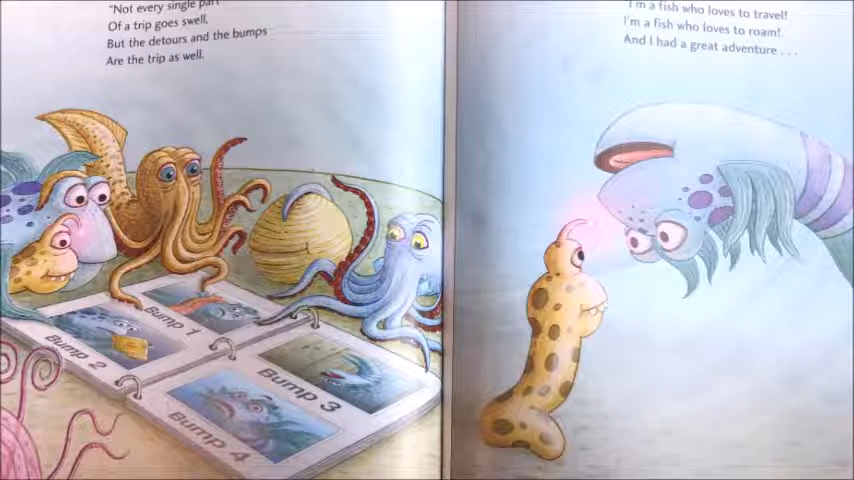 "Not every single part
Of a trip goes swell,
But the detours and the bumps
Are the trip as well.
Bump 1
Bump 2
Bump 3
Bump 4
I'm a fish who loves to travel!
I'm a fish who loves to roam!
And I had a great adventure . . .